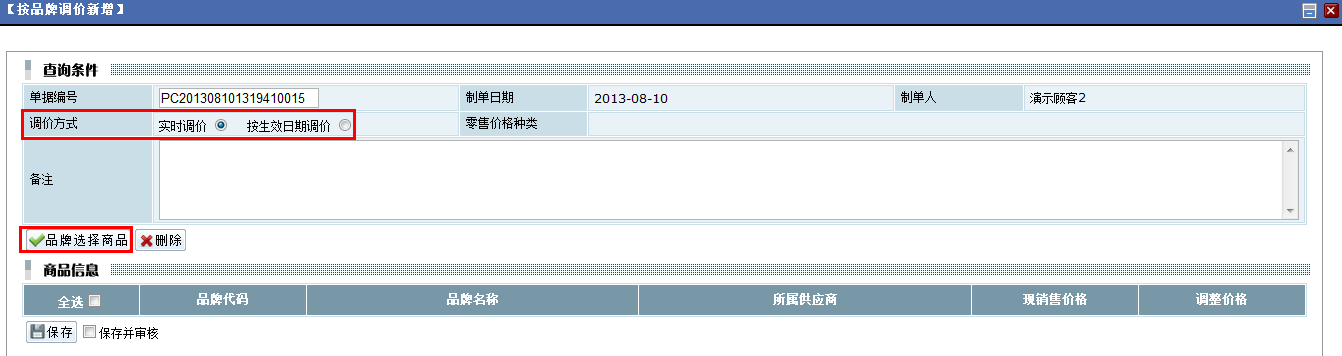 【按品牌调价新增】
查询条件
单据编号 PC201308101319410015 制单日期 2013-08-10 制单人 演示顾客2
调价方式 实时调价 按生效日期调价 零售价格种类
备注
品牌选择商品 删除
商品信息
全选 品牌代码 品牌名称 所属供应商 现销售价格 调整价格
保存 保存并审核